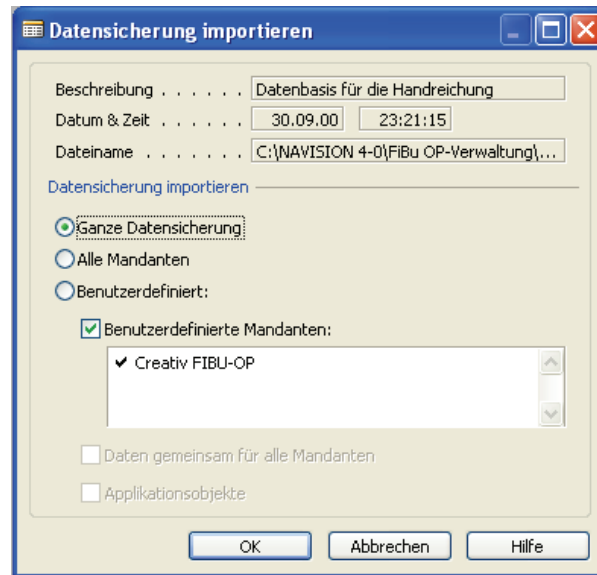 Datensicherung importieren
Beschreibung . . . . . . Datenbasis für die Handreichung
Datum & Zeit . . . . . . 30.09.00 23:21:15
Dateiname . . . . . . . C:\NAVISION 4-0\FiBu OP-Verwaltung\...
Datensicherung importieren
Ganze Datensicherung
Alle Mandanten
Benutzerdefiniert:
Benutzerdefinierte Mandanten:
Creativ FIBU-OP
Daten gemeinsam für alle Mandanten
Applikationsobjekte
OK Abbrechen Hilfe